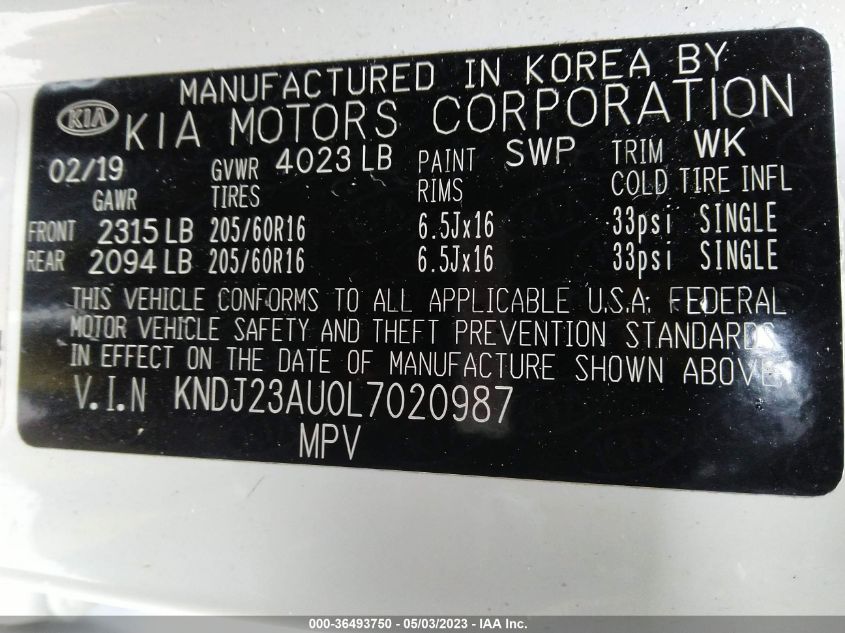 MANUFACTURED IN KOREA BY
KIA KIA MOTORS CORPORATION
02/19 GVWR 4023 LB PAINT SWP TRIM WK
GAWR TIRES RIMS COLD TIRE INFL
FRONT 2315 LB 205/60R16 6.5Jx16 33psi SINGLE
REAR 2094 LB 205/60R16 6.5Jx16 33psi SINGLE
THIS VEHICLE CONFORMS TO ALL APPLICABLE U.S.A. FEDERAL
MOTOR VEHICLE SAFETY AND THEFT PREVENTION STANDARDS
IN EFFECT ON THE DATE OF MANUFACTURE SHOWN ABOVE
V.I.N KNDJ23AU0L7020987
MPV
000-36493750 - 05/03/2023 - IAA Inc.